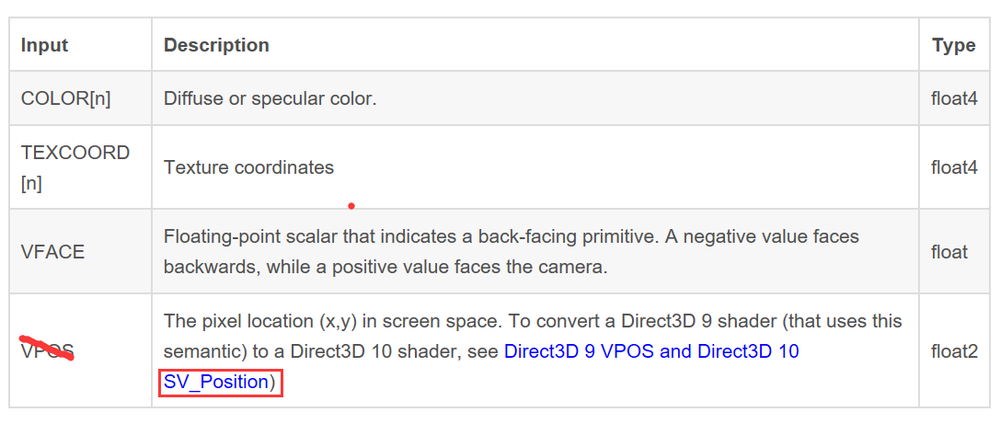 Input Description Type
COLOR[n] Diffuse or specular color. float4
TEXCOORD
[n] Texture coordinates float4
VFACE Floating-point scalar that indicates a back-facing primitive. A negative value faces
backwards, while a positive value faces the camera. float
VPOS The pixel location (x,y) in screen space. To convert a Direct3D 9 shader (that uses this
semantic) to a Direct3D 10 shader, see Direct3D 9 VPOS and Direct3D 10
SV_Position) float2